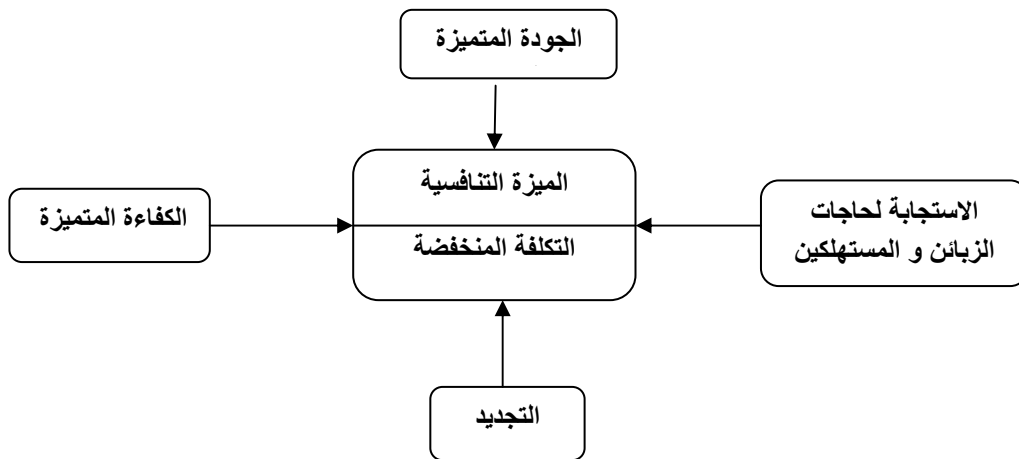 الجودة المتميزة
الميزة التنافسية
التكلفة المنخفضة
الاستجابة لحاجات
الزبائن و المستهلكين
الكفاءة المتميزة
التجديد